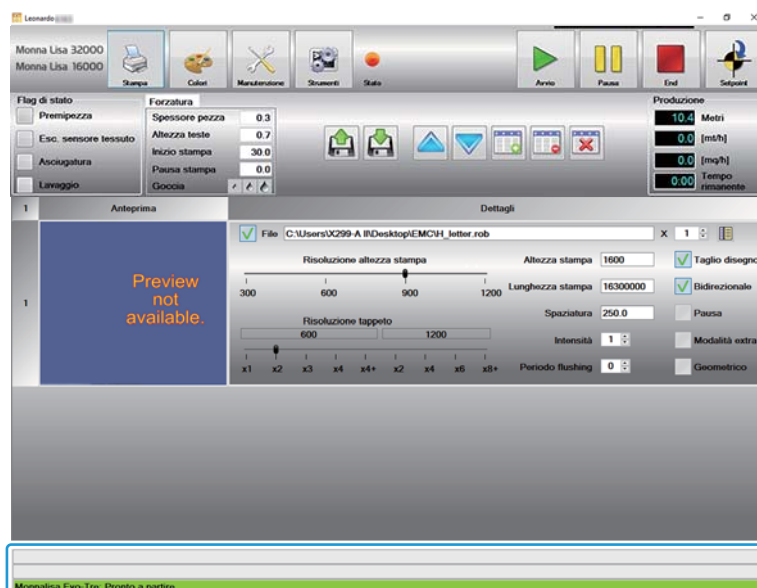 Leonardo
Monna Lisa 32000
Monna Lisa 16000
Stampa
Colori
Manutenzione
Strumenti
Stato
Avvio
Pausa
End
Setpoint
Flag di stato
Premipezza
Esc. sensore tessuto
Asciugatura
Lavaggio
Forzatura
Spessore pezza 0.3
Altezza teste 0.7
Inizio stampa 30.0
Pausa stampa 0.0
Goccia
Produzione
10.4 Metri
0.0 [mt/h]
0.0 [mq/h]
0:00 Tempo rimanente
1 Anteprima Dettagli
1
Preview
not
available.
File C:\Users\X299-A II\Desktop\EMC\H_letter.rob X 1
Risoluzione altezza stampa
300 600 900 1200
Risoluzione tappeto
600 1200
x1 x2 x3 x4 x4+ x2 x4 x6 x8+
Altezza stampa 1600
Lunghezza stampa 16300000
Spaziatura 250.0
Intensità 1
Periodo flushing 0
Taglio disegno
Bidirezionale
Pausa
Modalità extra
Geometrico
Monnalisa Evo-Tre: Pronto a partire